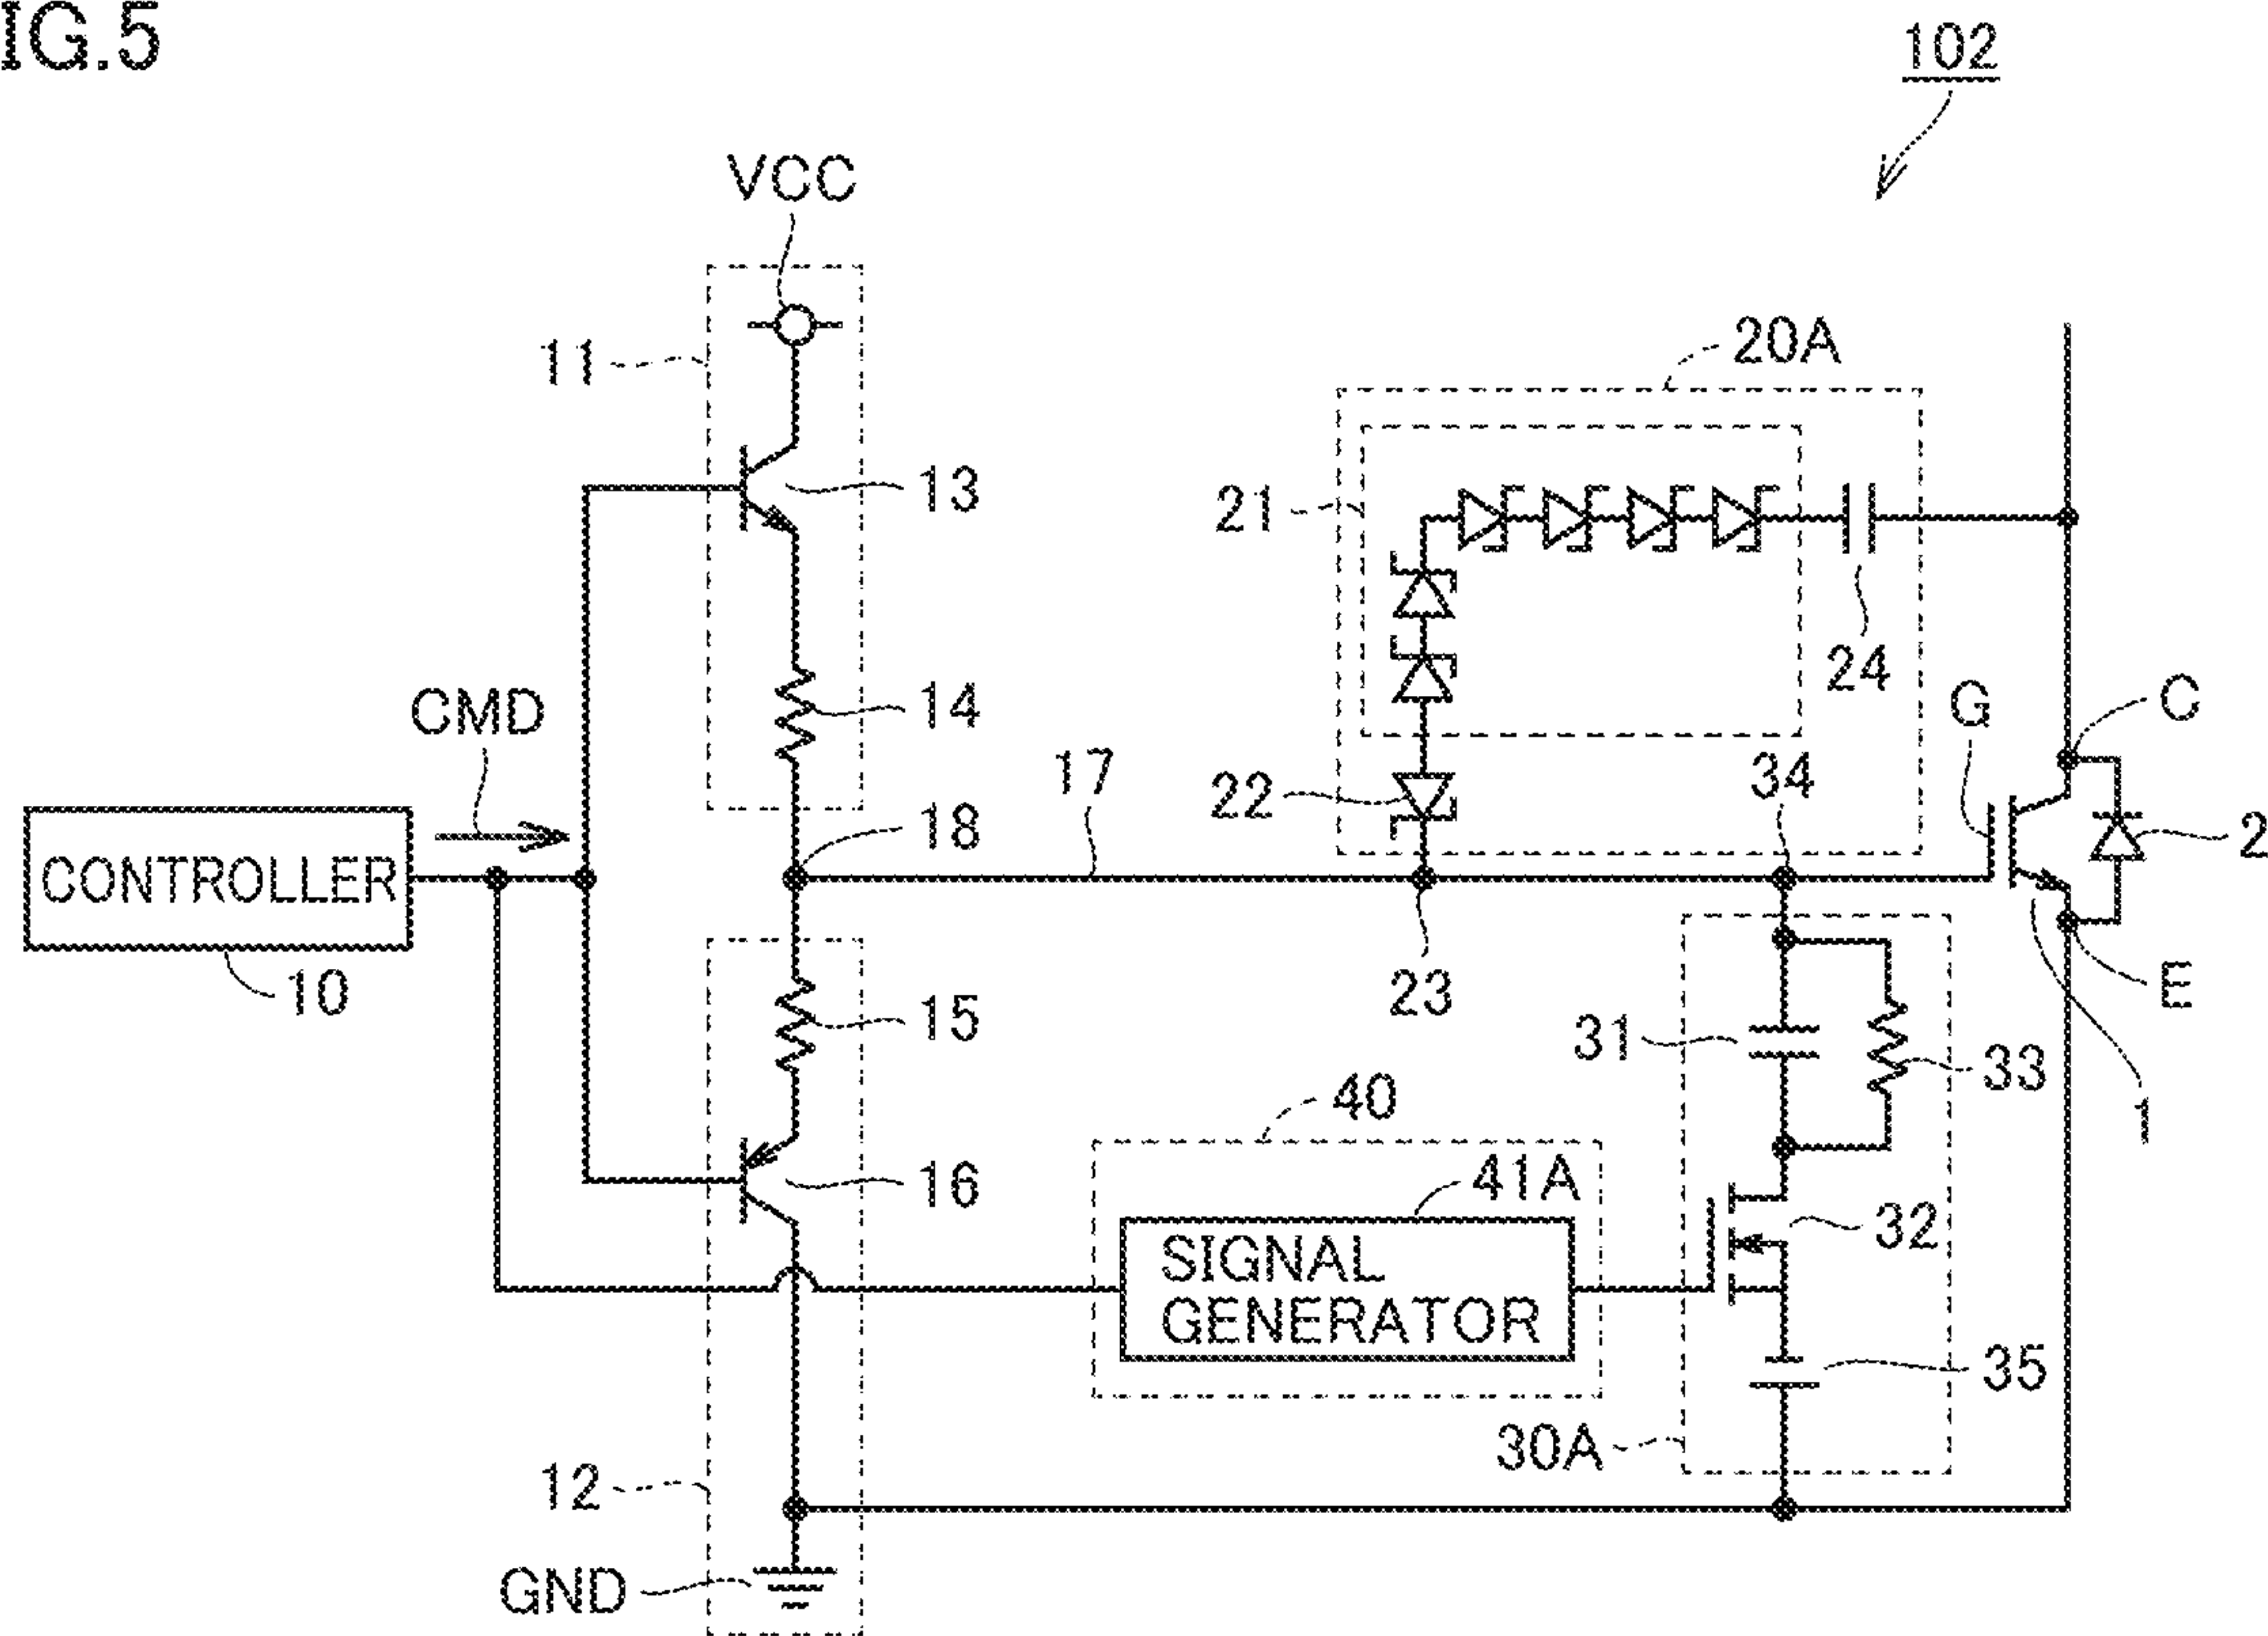 IG.5
102
VCC
11
20A
13
21
24
CMD
14
G
C
17
34
22
18
2
CONTROLLER
10
23
E
15
31
33
40
1
16
41A
32
SIGNAL
GENERATOR
35
30A
12
GND